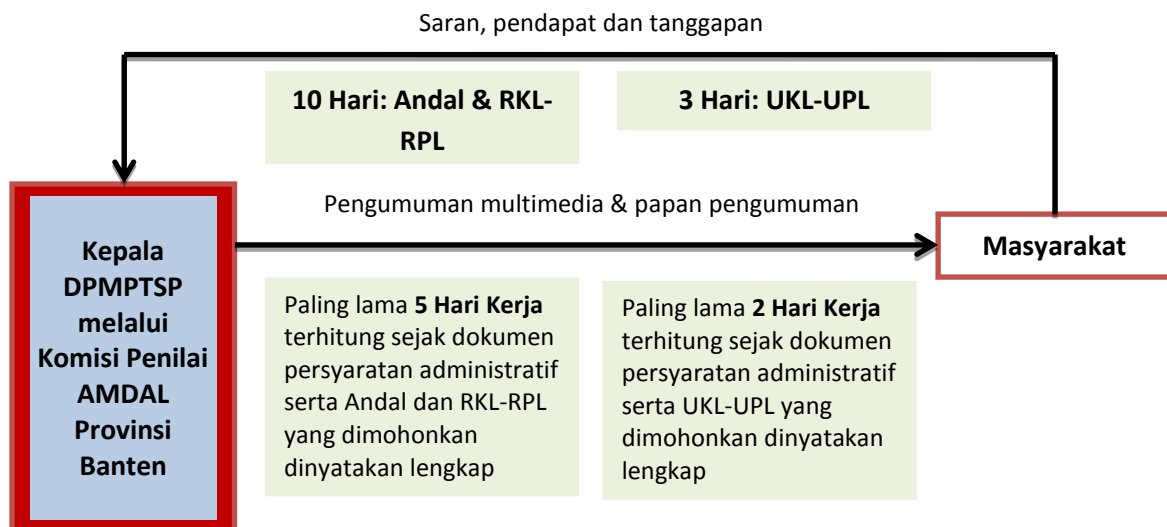 Saran, pendapat dan tanggapan
10 Hari: Andal & RKL-
RPL
3 Hari: UKL-UPL
Pengumuman multimedia & papan pengumuman
Kepala
DPMPTSP
melalui
Komisi Penilai
AMDAL
Provinsi
Banten
Masyarakat
Paling lama 5 Hari Kerja
terhitung sejak dokumen
persyaratan administratif
serta Andal dan RKL-RPL
yang dimohonkan
dinyatakan lengkap
Paling lama 2 Hari Kerja
terhitung sejak dokumen
persyaratan administratif
serta UKL-UPL yang
dimohonkan dinyatakan
lengkap